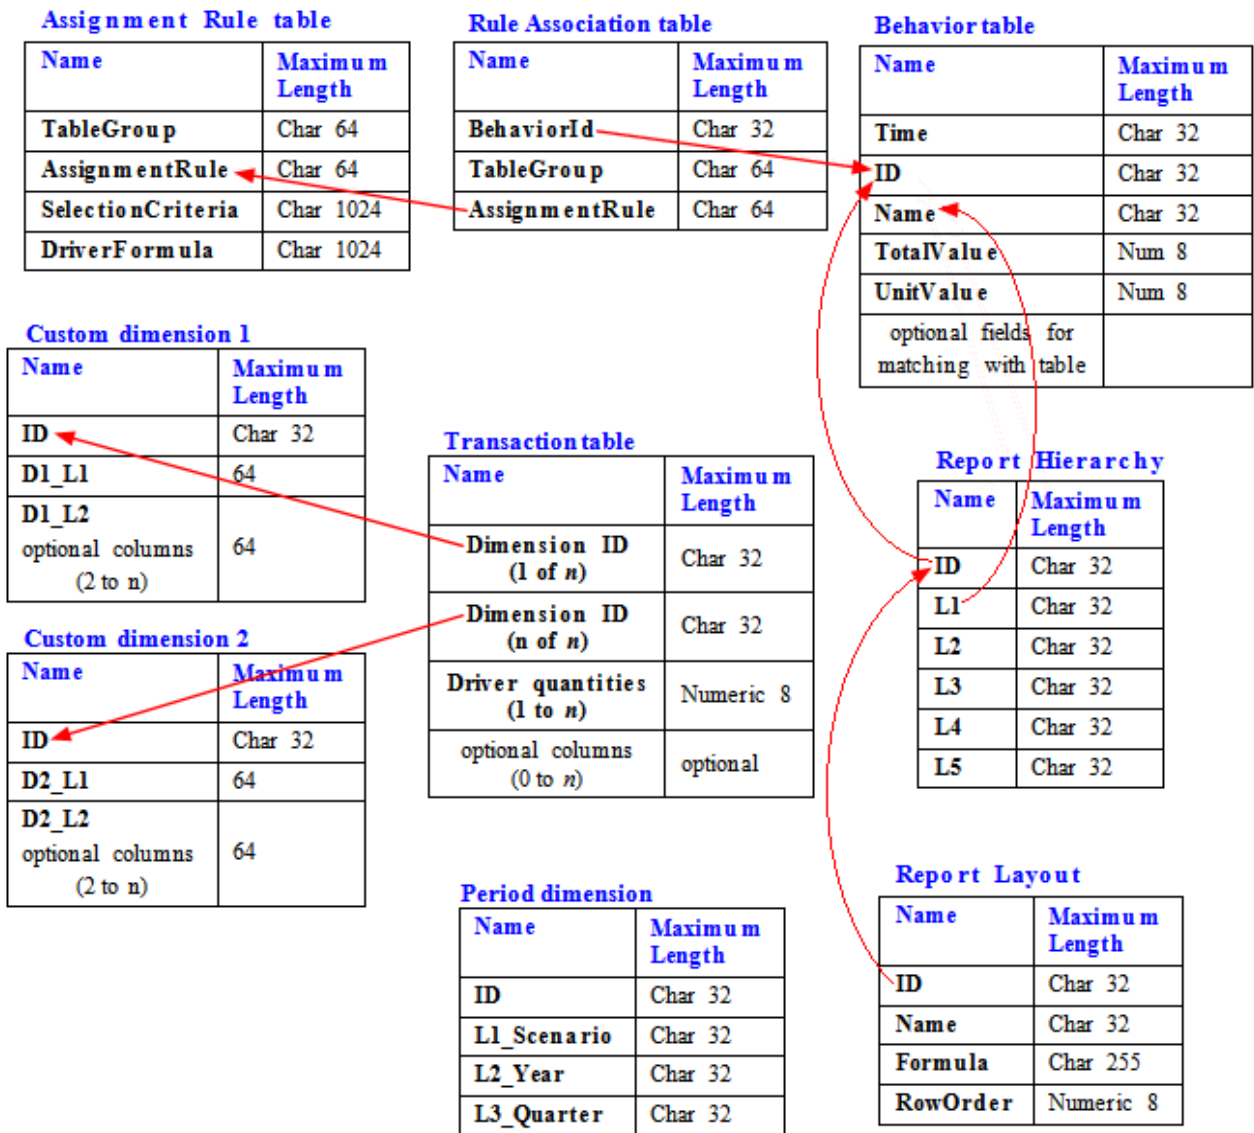 Assignment Rule table
Name Maximum
Length
TableGroup Char 64
AssignmentRule Char 64
SelectionCriteria Char 1024
DriverFormula Char 1024
Rule Association table
Name Maximum
Length
BehaviorId Char 32
TableGroup Char 64
AssignmentRule Char 64
Behavior table
Name Maximum
Length
Time Char 32
ID Char 32
Name Char 32
TotalValue Num 8
UnitValue Num 8
optional fields for
matching with table
Custom dimension 1
Name Maximum
Length
ID Char 32
D1_L1 64
D1_L2
optional columns 64
(2 to n)
Custom dimension 2
Name Maximum
Length
ID Char 32
D2_L1 64
D2_L2
optional columns 64
(2 to n)
Transaction table
Name Maximum
Length
Dimension ID Char 32
(1 of n)
Dimension ID Char 32
(n of n)
Driver quantities Numeric 8
(1 to n)
optional columns optional
(0 to n)
Report Hierarchy
Name Maximum
Length
ID Char 32
L1 Char 32
L2 Char 32
L3 Char 32
L4 Char 32
L5 Char 32
Period dimension
Name Maximum
Length
ID Char 32
L1_Scenario Char 32
L2_Year Char 32
L3_Quarter Char 32
Report Layout
Name Maximum
Length
ID Char 32
Name Char 32
Formula Char 255
RowOrder Numeric 8